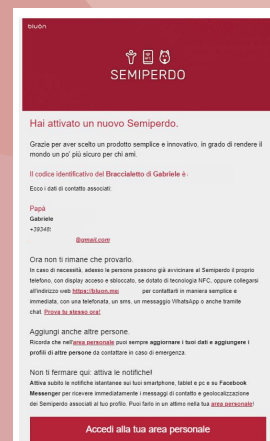 bluon
SEMIPERDO
Hai attivato un nuovo Semiperdo.
Grazie per aver scelto un prodotto semplice e innovativo, in grado di rendere il
mondo un po' più sicuro per chi ami.
Il codice identificativo del Braccialetto di Gabriele è
Ecco i dati di contatto associati:
Papà
Gabriele
@gmail.com
Ora non ti rimane che provarlo.
In caso di necessità, adesso le persone possono già avvicinare al Semiperdo il proprio
telefono, con display acceso e sbloccato, se dotato di tecnologia NFC, oppure collegarsi
all'indirizzo web https://bluon.me/ per contattarti in maniera semplice e
immediata, con una telefonata, un sms, un messaggio WhatsApp o anche tramite
chat. Prova tu stesso ora!
Aggiungi anche altre persone.
Ricorda che nell'area personale puoi sempre aggiornare i tuoi dati e aggiungere i
profili di altre persone da contattare in caso di emergenza.
Non ti fermare qui: attiva le notifiche!
Attiva subito le notifiche istantanee sui tuoi smartphone, tablet e pc e su Facebook
Messenger per ricevere immediatamente i messaggi di contatto e geolocalizzazione
dei Semiperdo associati al tuo profilo. Puoi farlo in un attimo nella tua area personale!
Accedi alla tua area personale